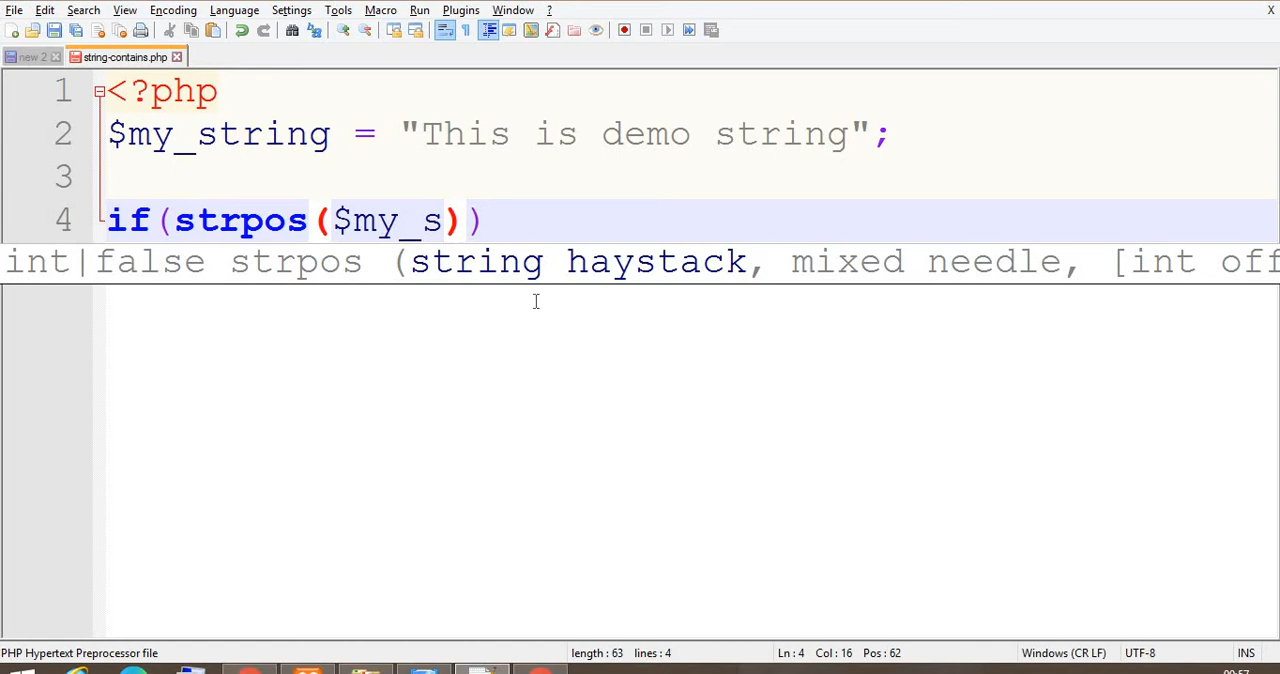 File Edit Search View Encoding Language Settings Tools Macro Run Plugins Window ? X
new 2 string-contains.php
1 <?php
2 $my_string = "This is demo string";
3
4 if(strpos($my_s))
int|false strpos (string haystack, mixed needle, [int off
PHP Hypertext Preprocessor file length : 63 lines : 4 Ln : 4 Col : 16 Pos : 62 Windows (CR LF) UTF-8 INS
00:57